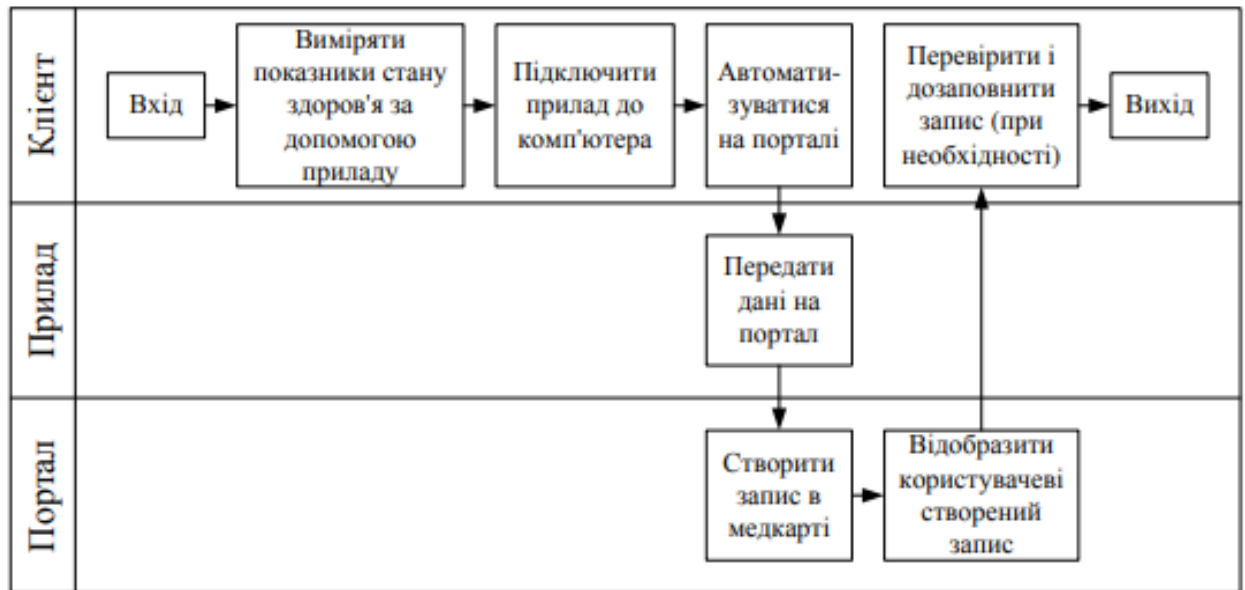 Клієнт
Вхід
Виміряти
показники стану
здоров'я за
допомогою
приладу
Підключити
прилад до
комп'ютера
Автомати-
зуватися
на порталі
Перевірити і
дозаповнити
запис (при
необхідності)
Вихід
Прилад
Передати
дані на
портал
Портал
Створити
запис в
медкарті
Відобразити
користувачеві
створений
запис